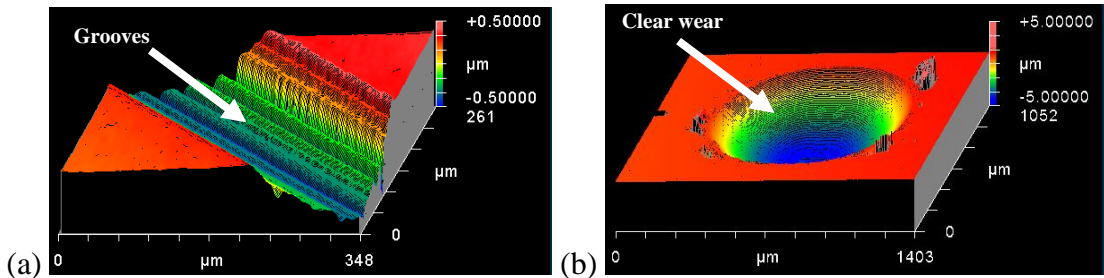 Grooves
+0.50000
µm
-0.50000
261
µm
0
0
µm
348
(a)
Clear wear
+5.00000
µm
-5.00000
1052
µm
0
0
µm
1403
(b)